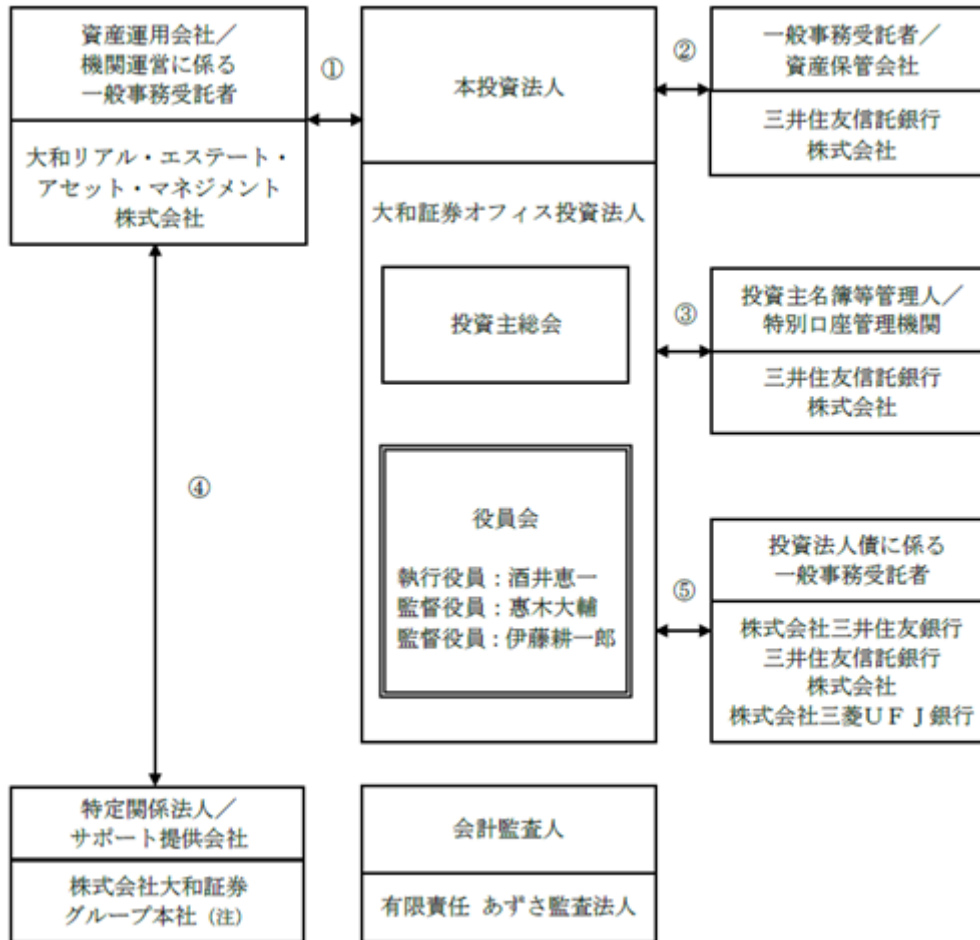 資産運用会社／
機関運営に係る
一般事務受託者
大和リアル・エステート・
アセット・マネジメント
株式会社
①
本投資法人
大和証券オフィス投資法人
投資主総会
役員会
執行役員：酒井恵一
監督役員：惠木大輔
監督役員：伊藤耕一郎
②
一般事務受託者／
資産保管会社
三井住友信託銀行
株式会社
③
投資主名簿等管理人／
特別口座管理機関
三井住友信託銀行
株式会社
④
⑤
投資法人債に係る
一般事務受託者
株式会社三井住友銀行
三井住友信託銀行
株式会社
株式会社三菱ＵＦＪ銀行
特定関係法人／
サポート提供会社
株式会社大和証券
グループ本社（注）
会計監査人
有限責任 あずさ監査法人